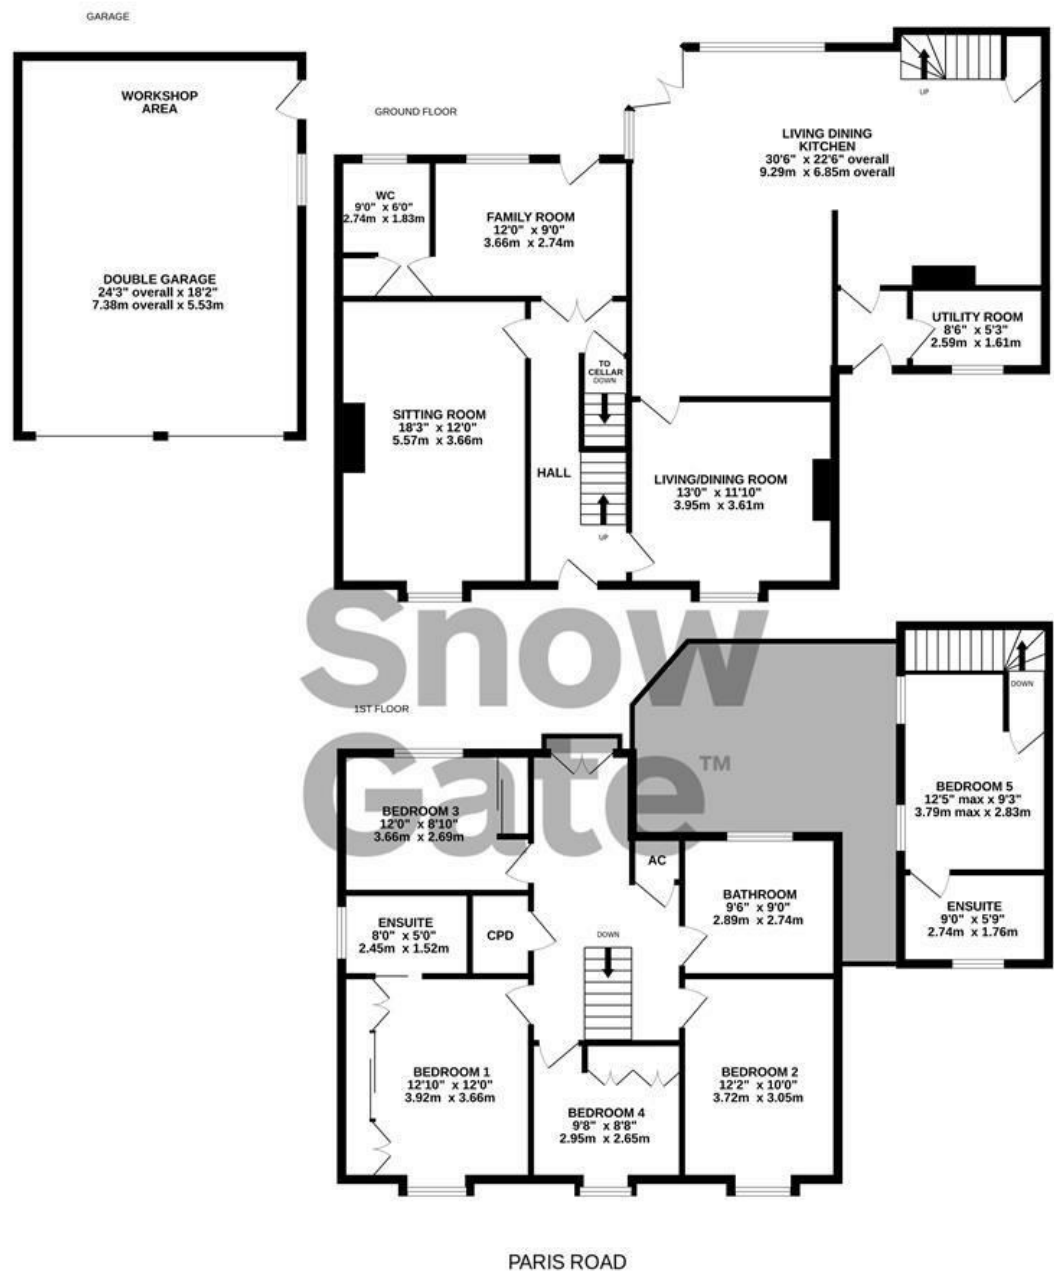 GARAGE
WORKSHOP
AREA
DOUBLE GARAGE
24'3" overall x 18'2"
7.38m overall x 5.53m
GROUND FLOOR
WC
9'0" x 6'0"
2.74m x 1.83m
FAMILY ROOM
12'0" x 9'0"
3.66m x 2.74m
UP
LIVING DINING
KITCHEN
30'6" x 22'6" overall
9.29m x 6.85m overall
UTILITY ROOM
8'6" x 5'3"
2.59m x 1.61m
TO
CELLAR
DOWN
SITTING ROOM
18'3" x 12'0"
5.57m x 3.66m
HALL
UP
LIVING/DINING ROOM
13'0" x 11'10"
3.95m x 3.61m
Snow
Gate™
1ST FLOOR
DOWN
BEDROOM 5
12'5" max x 9'3"
3.79m max x 2.83m
ENSUITE
9'0" x 5'9"
2.74m x 1.76m
BEDROOM 3
12'0" x 8'10"
3.66m x 2.69m
AC
BATHROOM
9'6" x 9'0"
2.89m x 2.74m
ENSUITE
8'0" x 5'0"
2.45m x 1.52m
CPD
DOWN
BEDROOM 1
12'10" x 12'0"
3.92m x 3.66m
BEDROOM 4
9'8" x 8'8"
2.95m x 2.65m
BEDROOM 2
12'2" x 10'0"
3.72m x 3.05m
PARIS ROAD